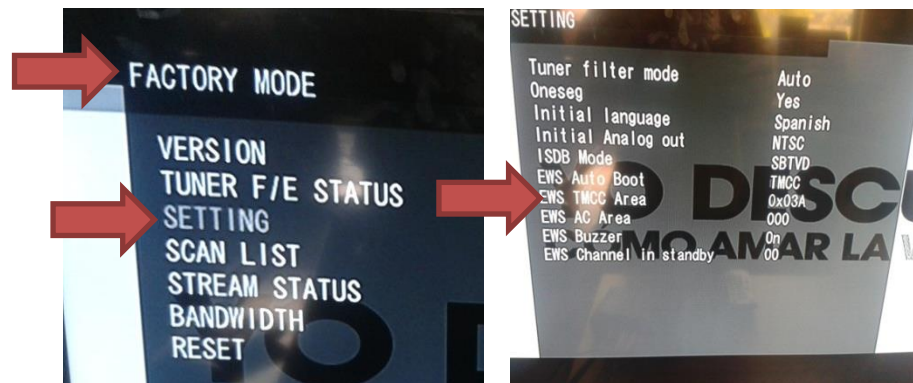 FACTORY MODE
VERSION
TUNER F/E STATUS
SETTING
SCAN LIST
STREAM STATUS
BANDWIDTH
RESET
SETTING
Tuner filter mode Auto
Oneseg Yes
Initial language Spanish
Initial Analog out NTSC
ISDB Mode SBTVD
EWS Auto Boot TMCC
EWS TMCC Area 0x03A
EWS AC Area 000
EWS Buzzer On
EWS Channel in standby 00
DESCU
CÓMO AMAR LA